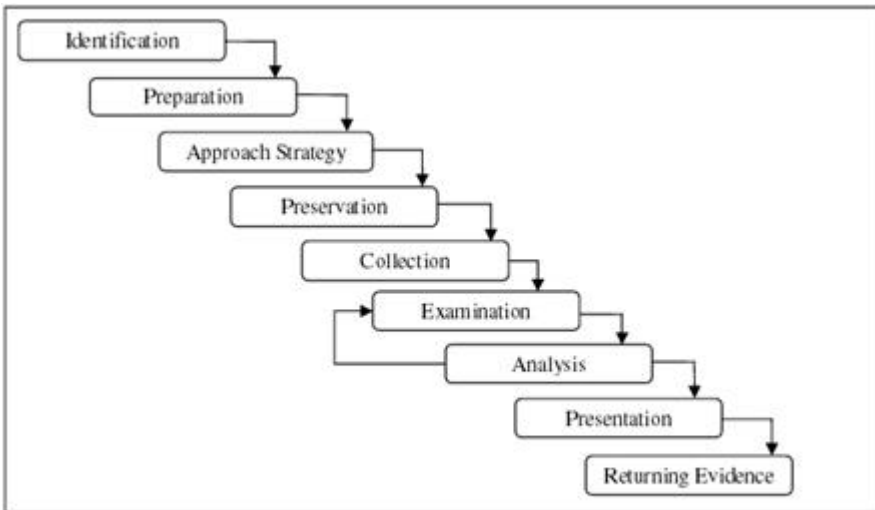 Identification
Preparation
Approach Strategy
Preservation
Collection
Examination
Analysis
Presentation
Returning Evidence